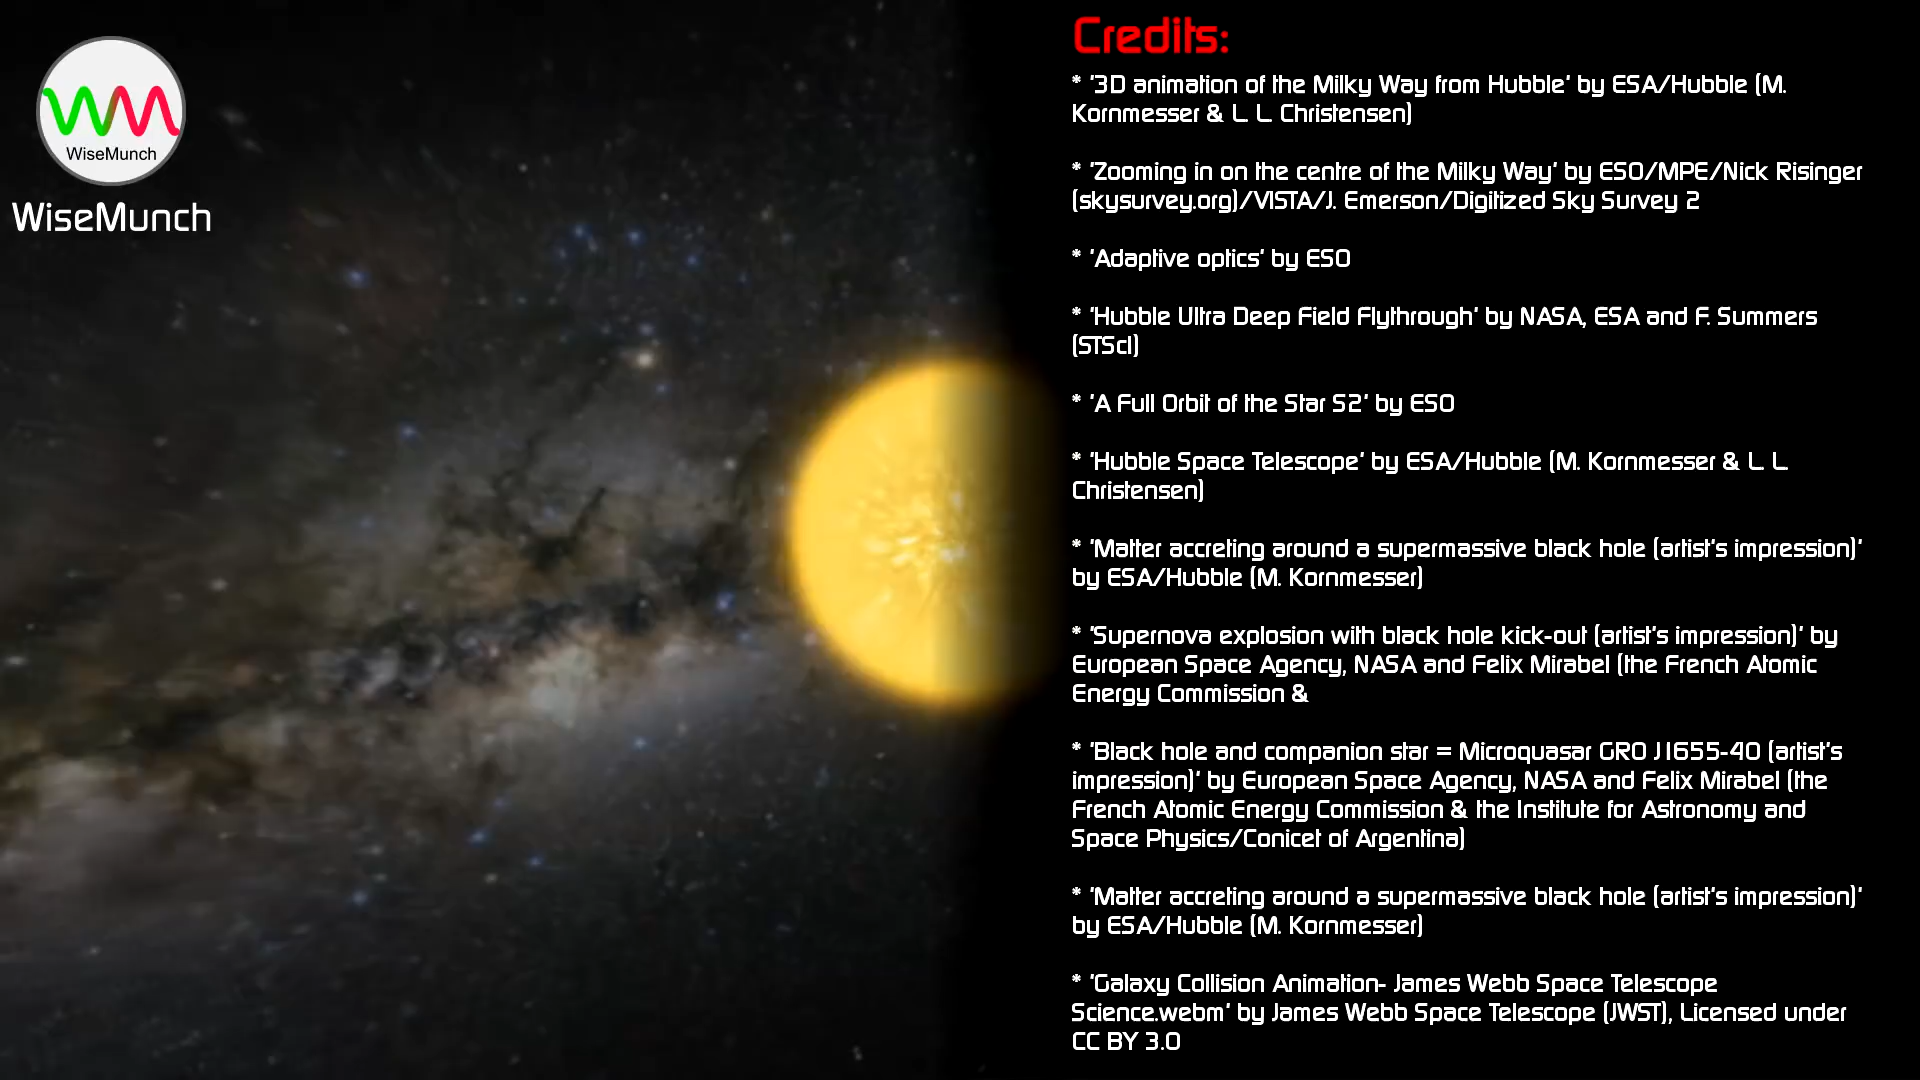 WM
WiseMunch
WiseMunch
Credits:
* '3D animation of the Milky Way from Hubble' by ESA/Hubble (M.
Kornmesser & L. L. Christensen)
* 'Zooming in on the centre of the Milky Way' by ESO/MPE/Nick Risinger
(skysurvey.org)/VISTA/J. Emerson/Digitized Sky Survey 2
* 'Adaptive optics' by ESO
* 'Hubble Ultra Deep Field Flythrough' by NASA, ESA and F. Summers
(STScI)
* 'A Full Orbit of the Star S2' by ESO
* 'Hubble Space Telescope' by ESA/Hubble (M. Kornmesser & L. L.
Christensen)
* 'Matter accreting around a supermassive black hole (artist's impression)'
by ESA/Hubble (M. Kornmesser)
* 'Supernova explosion with black hole kick-out (artist's impression)' by
European Space Agency, NASA and Felix Mirabel (the French Atomic
Energy Commission &
* 'Black hole and companion star = Microquasar GRO J1655-40 (artist's
impression)' by European Space Agency, NASA and Felix Mirabel (the
French Atomic Energy Commission & the Institute for Astronomy and
Space Physics/Conicet of Argentina)
* 'Matter accreting around a supermassive black hole (artist's impression)'
by ESA/Hubble (M. Kornmesser)
* 'Galaxy Collision Animation- James Webb Space Telescope
Science.webm' by James Webb Space Telescope (JWST), Licensed under
CC BY 3.0